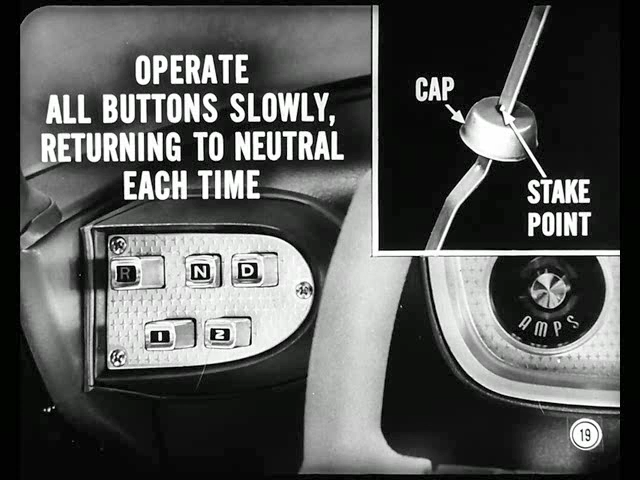 OPERATE
ALL BUTTONS SLOWLY,
RETURNING TO NEUTRAL
EACH TIME
CAP
STAKE
POINT
R N D
1 2
AMPS
19